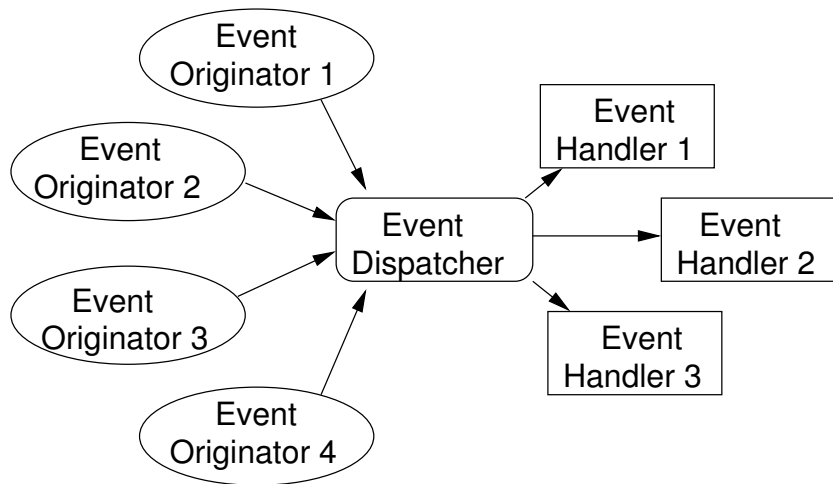 Event
Originator 1
Event
Originator 2
Event
Originator 3
Event
Originator 4
Event
Dispatcher
Event
Handler 1
Event
Handler 2
Event
Handler 3